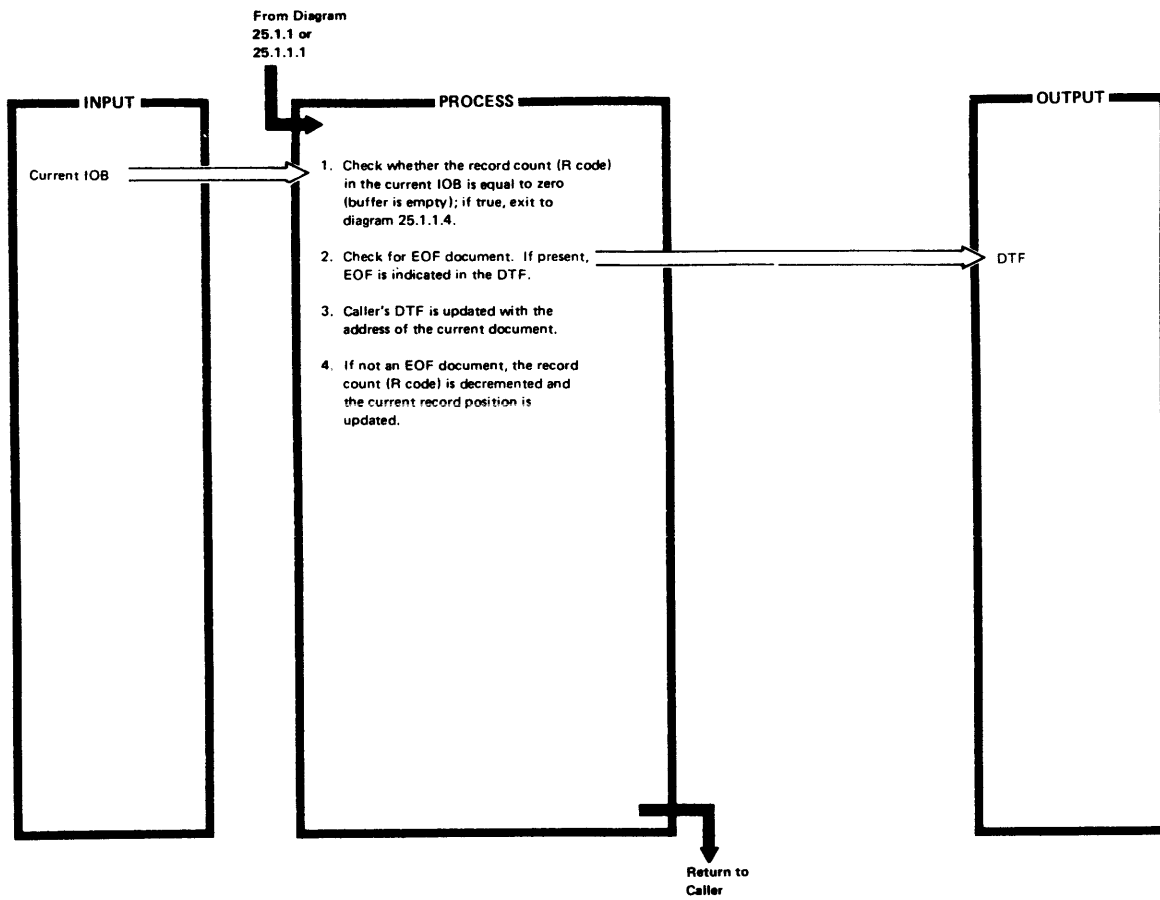 From Diagram
25.1.1 or
25.1.1.1
INPUT
PROCESS
OUTPUT
Current IOB
1. Check whether the record count (R code)
in the current IOB is equal to zero
(buffer is empty); if true, exit to
diagram 25.1.1.4.
2. Check for EOF document. If present,
EOF is indicated in the DTF.
DTF
3. Caller's DTF is updated with the
address of the current document.
4. If not an EOF document, the record
count (R code) is decremented and
the current record position is
updated.
Return to
Caller